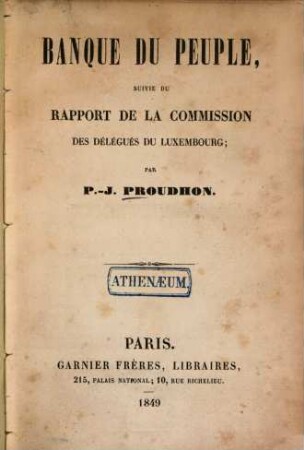 BANQUE DU PEUPLE,
SUIVIE DU
RAPPORT DE LA COMMISSION
DES DÉLÉGUÉS DU LUXEMBOURG;
PAR
P.-J. PROUDHON.
ATHENÆUM
PARIS.
GARNIER FRÈRES, LIBRAIRES,
215, PALAIS NATIONAL; 10, RUE RICHELIEU.
1849